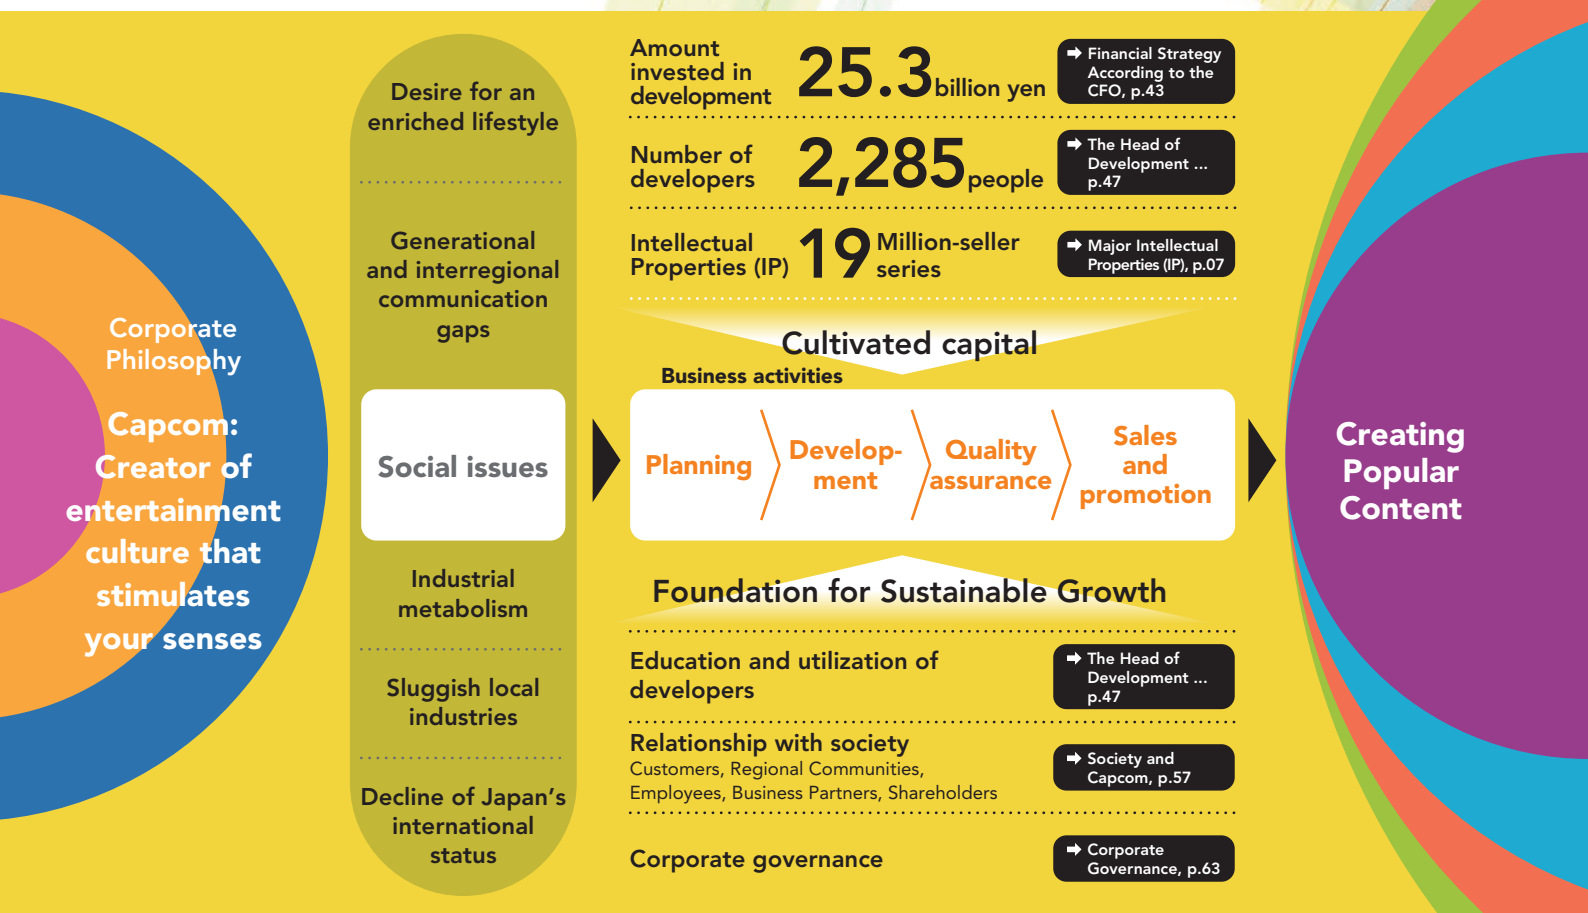 Corporate
Philosophy
Capcom:
Creator of
entertainment
culture that
stimulates
your senses
Desire for an
enriched lifestyle
Generational
and interregional
communication
gaps
Social issues
Industrial
metabolism
Sluggish local
industries
Decline of Japan's
international
status
Amount
invested in
development
25.3 billion yen
➡ Financial Strategy
According to the
CFO, p.43
Number of
developers
2,285 people
➡ The Head of
Development ...
p.47
Intellectual
Properties (IP)
19 Million-seller
series
➡ Major Intellectual
Properties (IP), p.07
Cultivated capital
Business activities
Planning
Develop-
ment
Quality
assurance
Sales
and
promotion
Foundation for Sustainable Growth
Education and utilization of
developers
➡ The Head of
Development ...
p.47
Relationship with society
Customers, Regional Communities,
Employees, Business Partners, Shareholders
➡ Society and
Capcom, p.57
Corporate governance
➡ Corporate
Governance, p.63
Creating
Popular
Content